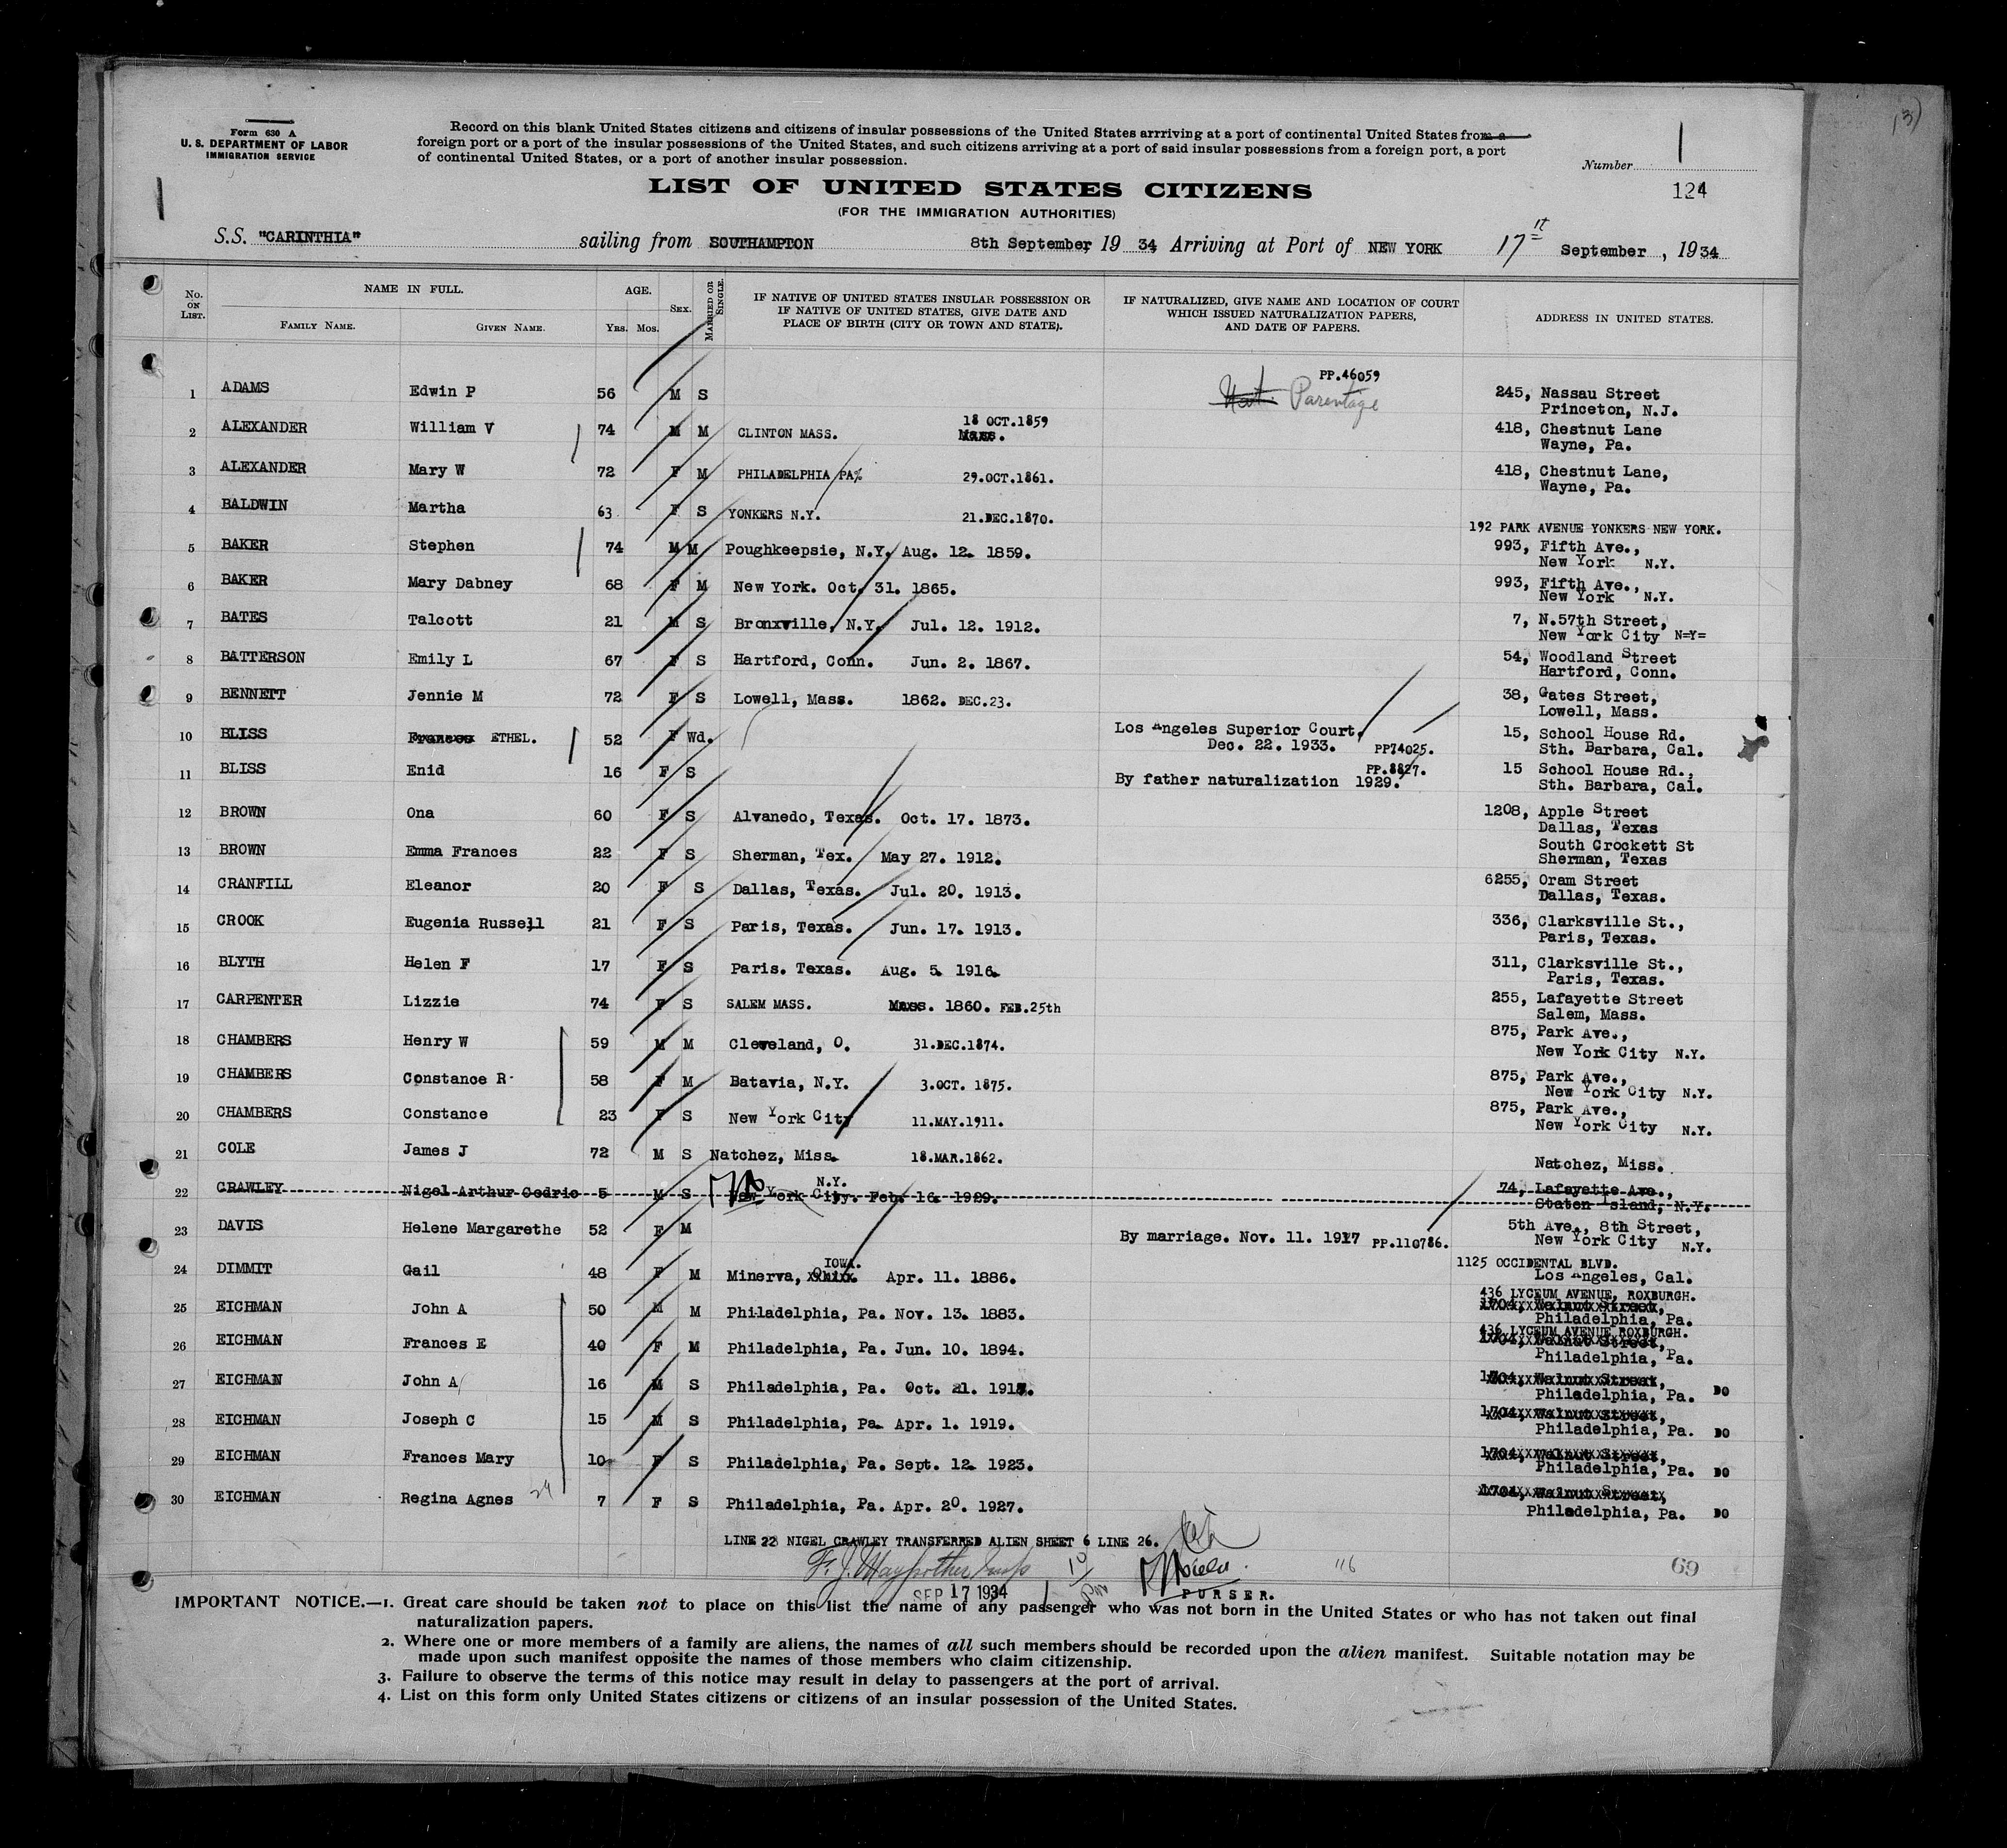 Form 630 A
U. S. DEPARTMENT OF LABOR
IMMIGRATION SERVICE
Record on this blank United States citizens and citizens of insular possessions of the United States arrriving at a port of continental United States from a
foreign port or a port of the insular possessions of the United States, and such citizens arriving at a port of said insular possessions from a foreign port, a port
of continental United States, or a port of another insular possession.
Number
124
LIST OF UNITED STATES CITIZENS
(FOR THE IMMIGRATION AUTHORITIES)
S.S. "CARINTHIA" sailing from SOUTHAMPTON 8th September, 19 34, Arriving at Port of NEW YORK 17 st September, 19 34
No. ON LIST. NAME IN FULL. FAMILY NAME. GIVEN NAME. AGE. YRS. MOS. SEX. MARRIED OR SINGLE.
IF NATIVE OF UNITED STATES INSULAR POSSESSION OR
IF NATIVE OF UNITED STATES, GIVE DATE AND
PLACE OF BIRTH (CITY OR TOWN AND STATE).
IF NATURALIZED, GIVE NAME AND LOCATION OF COURT
WHICH ISSUED NATURALIZATION PAPERS,
AND DATE OF PAPERS.
ADDRESS IN UNITED STATES.
PP.46059
1 ADAMS Edwin P 56 M S Nat. Parentage 245, Nassau Street
Princeton, N.J.
18 OCT.1859
2 ALEXANDER William V 74 M M CLINTON MASS. Mass. 418, Chestnut Lane
Wayne, Pa.
3 ALEXANDER Mary W 72 F M PHILADELPHIA PA% 29.OCT.1861. 418, Chestnut Lane,
Wayne, Pa.
4 BALDWIN Martha 63 F S YONKERS N.Y. 21.DEC.1870.
192 PARK AVENUE YONKERS NEW YORK.
5 BAKER Stephen 74 M M Poughkeepsie, N.Y. Aug. 12. 1859. 993, Fifth Ave.,
New York N.Y.
6 BAKER Mary Dabney 68 F M New York. Oct. 31. 1865. 993, Fifth Ave.,
New York N.Y.
7 BATES Talcott 21 M S Bronxville, N.Y. Jul. 12. 1912. 7, N.57th Street,
New York City N=Y=
8 BATTERSON Emily L 67 F S Hartford, Conn. Jun. 2. 1867. 54, Woodland Street
Hartford, Conn.
9 BENNETT Jennie M 72 F S Lowell, Mass. 1862. DEC.23. 38, Gates Street,
Lowell, Mass.
10 BLISS Frances ETHEL. 52 F Wd. Los Angeles Superior Court. 15, School House Rd.
Dec. 22. 1933. PP74025. Sth. Barbara, Cal.
PP.8827.
11 BLISS Enid 16 F S By father naturalization 1929. 15 School House Rd.,
Sth. Barbara, Cal.
12 BROWN Ona 60 F S Alvanedo, Texas. Oct. 17. 1873. 1208, Apple Street
Dallas, Texas
13 BROWN Emma Frances 22 F S Sherman, Tex. May 27. 1912. South Crockett St
Sherman, Texas
14 CRANFILL Eleanor 20 F S Dallas, Texas. Jul. 20. 1913. 6255, Oram Street
Dallas, Texas.
15 CROOK Eugenia Russell 21 F S Paris, Texas. Jun. 17. 1913. 336, Clarksville St.,
Paris, Texas.
16 BLYTH Helen F 17 F S Paris. Texas. Aug. 5. 1916. 311, Clarksville St.,
Paris, Texas.
17 CARPENTER Lizzie 74 F S SALEM MASS. Mass. 1860. FEB.25th 255, Lafayette Street
Salem, Mass.
18 CHAMBERS Henry W 59 M M Cleveland, O. 31.DEC.1874. 875, Park Ave.,
New York City N.Y.
19 CHAMBERS Constance R 58 F M Batavia, N.Y. 3.OCT. 1875. 875, Park Ave.,
New York City N.Y.
20 CHAMBERS Constance 23 F S New York City 11.MAY.1911. 875, Park Ave.,
New York City N.Y.
21 COLE James J 72 M S Natchez, Miss. 18.MAR.1862. Natchez, Miss.
N.Y.
22 CRAWLEY Nigel Arthur Cedric 5 M S New York City. Feb. 16. 1929. 74, Lafayette Ave.,
Staten Island, N.Y.
23 DAVIS Helene Margarethe 52 F M By marriage. Nov. 11. 1917 PP.110786. 5th Ave., 8th Street,
New York City N.Y.
IOWA. 1125 OCCIDENTAL BLVD.
24 DIMMIT Gail 48 F M Minerva, Apr. 11. 1886. Los Angeles, Cal.
436 LYCEUM AVENUE, ROXBURGH.
25 EICHMAN John A 50 M M Philadelphia, Pa. Nov. 13. 1883. 1704, Walnut Street,
Philadelphia, Pa.
436 LYCEUM AVENUE ROXBURGH.
26 EICHMAN Frances E 40 F M Philadelphia, Pa. Jun. 10. 1894. 1704, Walnut Street,
Philadelphia, Pa.
27 EICHMAN John A 16 M S Philadelphia, Pa. Oct. 21. 1917. 1704, Walnut Street,
Philadelphia, Pa. DO
28 EICHMAN Joseph C 15 M S Philadelphia, Pa. Apr. 1. 1919. 1704, Walnut Street,
Philadelphia, Pa. DO
29 EICHMAN Frances Mary 10 F S Philadelphia, Pa. Sept. 12. 1923. 1704, Walnut Street,
Philadelphia, Pa. DO
30 EICHMAN Regina Agnes 29 7 F S Philadelphia, Pa. Apr. 20. 1927. 1704, Walnut Street,
Philadelphia, Pa. DO
LINE 22 NIGEL CRAWLEY TRANSFERRED ALIEN SHEET 6 LINE 26.
116
69
SEP 17 1934
PURSER.
IMPORTANT NOTICE.—1. Great care should be taken not to place on this list the name of any passenger who was not born in the United States or who has not taken out final
naturalization papers.
2. Where one or more members of a family are aliens, the names of all such members should be recorded upon the alien manifest. Suitable notation may be
made upon such manifest opposite the names of those members who claim citizenship.
3. Failure to observe the terms of this notice may result in delay to passengers at the port of arrival.
4. List on this form only United States citizens or citizens of an insular possession of the United States.